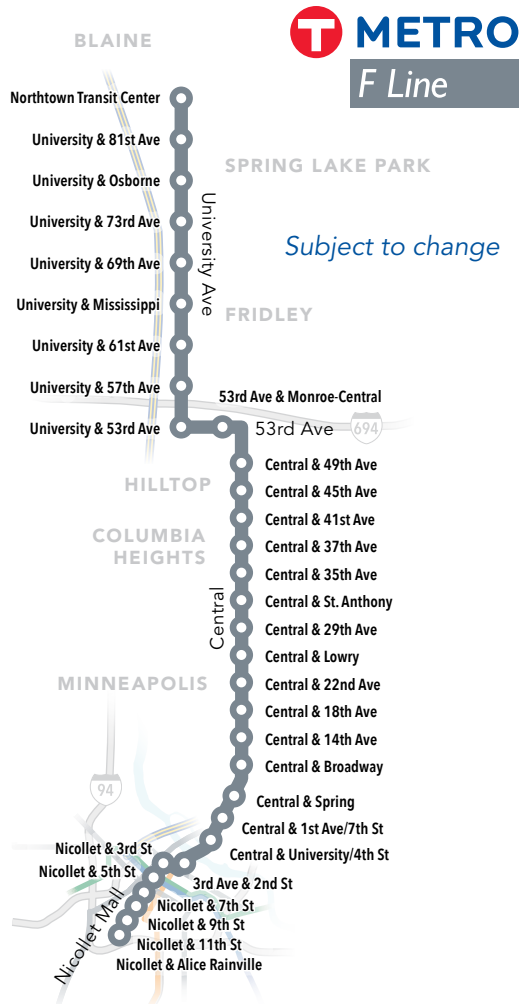 T METRO
F Line
BLAINE
Northtown Transit Center
University & 81st Ave
SPRING LAKE PARK
University & Osborne
University Ave
University & 73rd Ave
Subject to change
University & 69th Ave
University & Mississippi
FRIDLEY
University & 61st Ave
University & 57th Ave
53rd Ave & Monroe-Central
University & 53rd Ave
53rd Ave
694
Central & 49th Ave
HILLTOP
Central & 45th Ave
Central & 41st Ave
COLUMBIA
HEIGHTS
Central & 37th Ave
Central & 35th Ave
Central
Central & St. Anthony
Central & 29th Ave
Central & Lowry
MINNEAPOLIS
Central & 22nd Ave
Central & 18th Ave
Central & 14th Ave
Central & Broadway
94
Central & Spring
Central & 1st Ave/7th St
Central & University/4th St
Nicollet & 3rd St
Nicollet & 5th St
3rd Ave & 2nd St
Nicollet Mall
Nicollet & 7th St
Nicollet & 9th St
Nicollet & 11th St
Nicollet & Alice Rainville